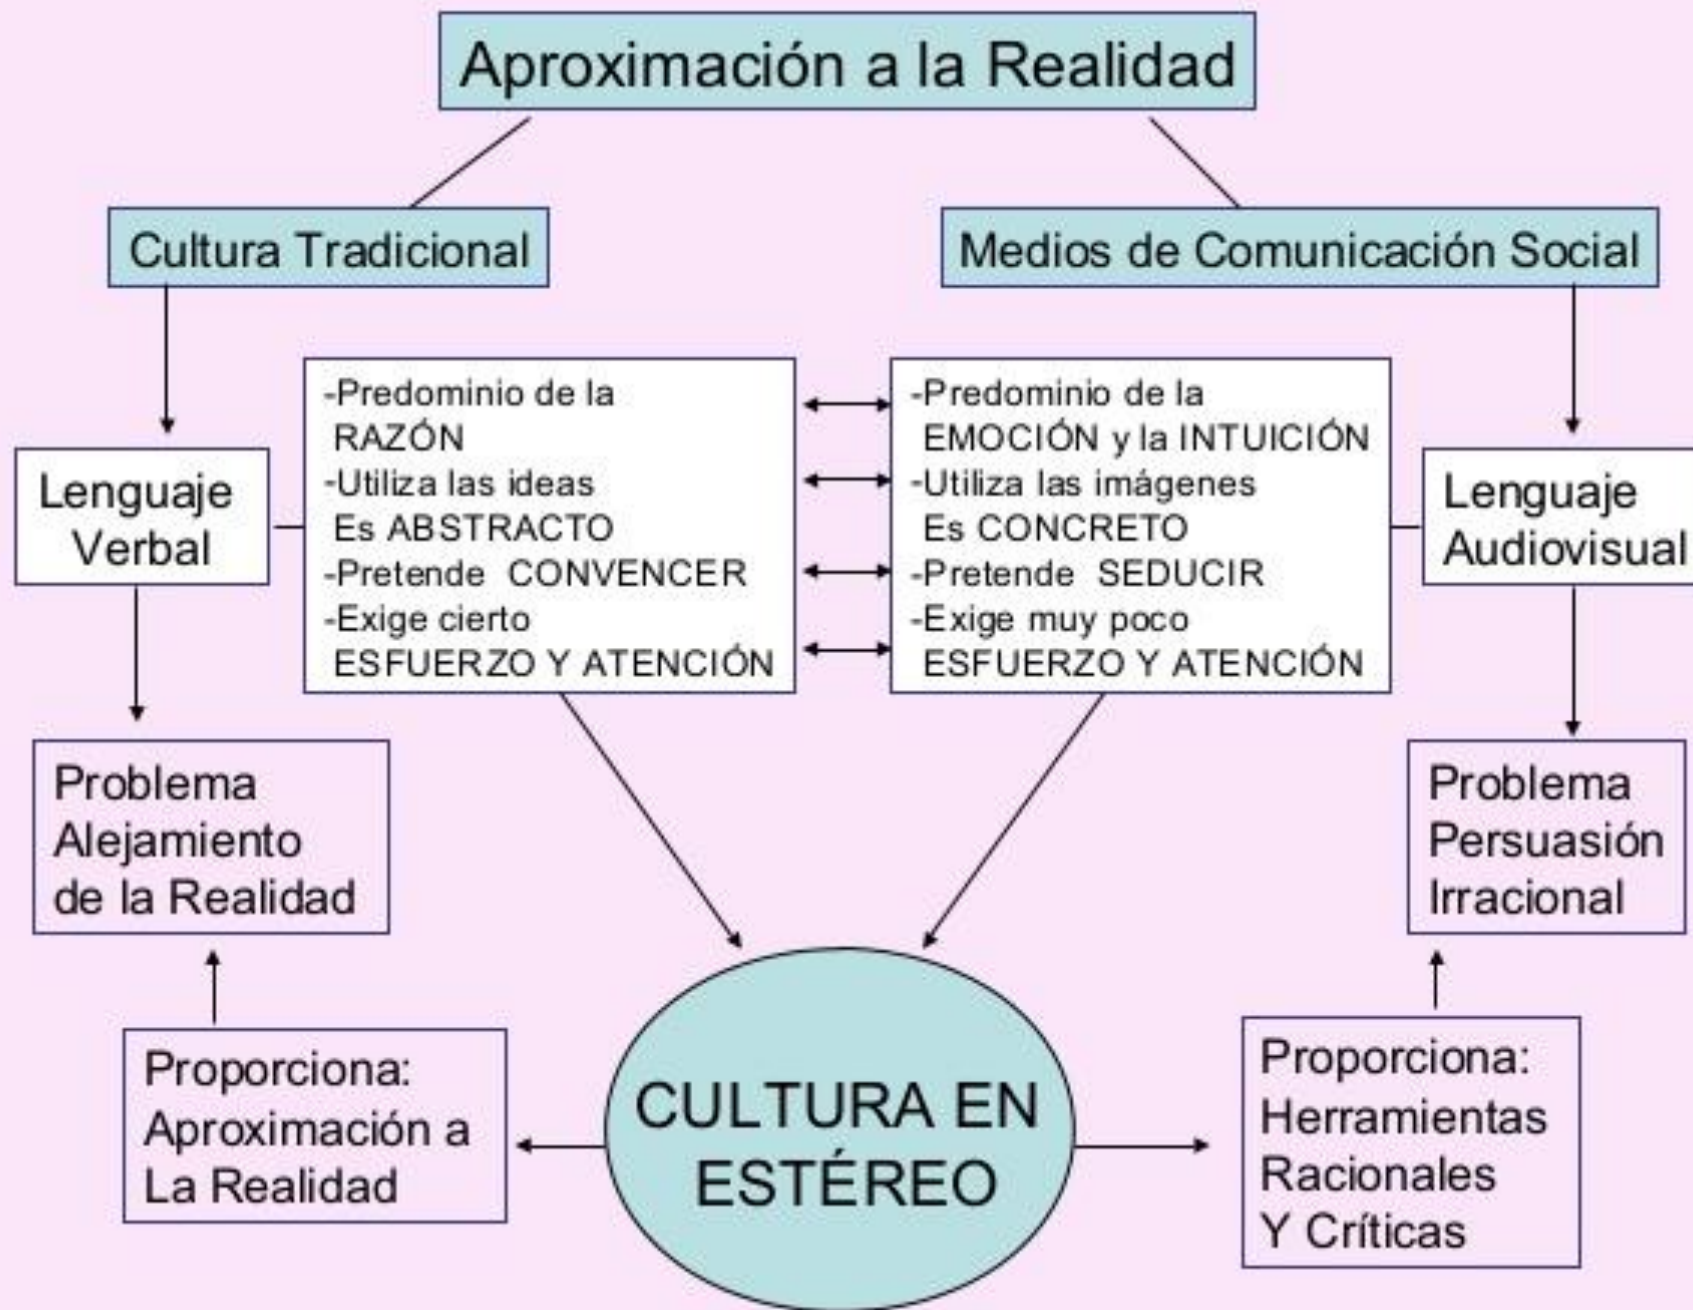 Aproximación a la Realidad
Cultura Tradicional
Medios de Comunicación Social
Lenguaje
Verbal
-Predominio de la
RAZÓN
-Utiliza las ideas
Es ABSTRACTO
-Pretende CONVENCER
-Exige cierto
ESFUERZO Y ATENCIÓN
-Predominio de la
EMOCIÓN y la INTUICIÓN
-Utiliza las imágenes
Es CONCRETO
-Pretende SEDUCIR
-Exige muy poco
ESFUERZO Y ATENCIÓN
Lenguaje
Audiovisual
Problema
Alejamiento
de la Realidad
Problema
Persuasión
Irracional
Proporciona:
Aproximación a
La Realidad
CULTURA EN
ESTÉREO
Proporciona:
Herramientas
Racionales
Y Críticas